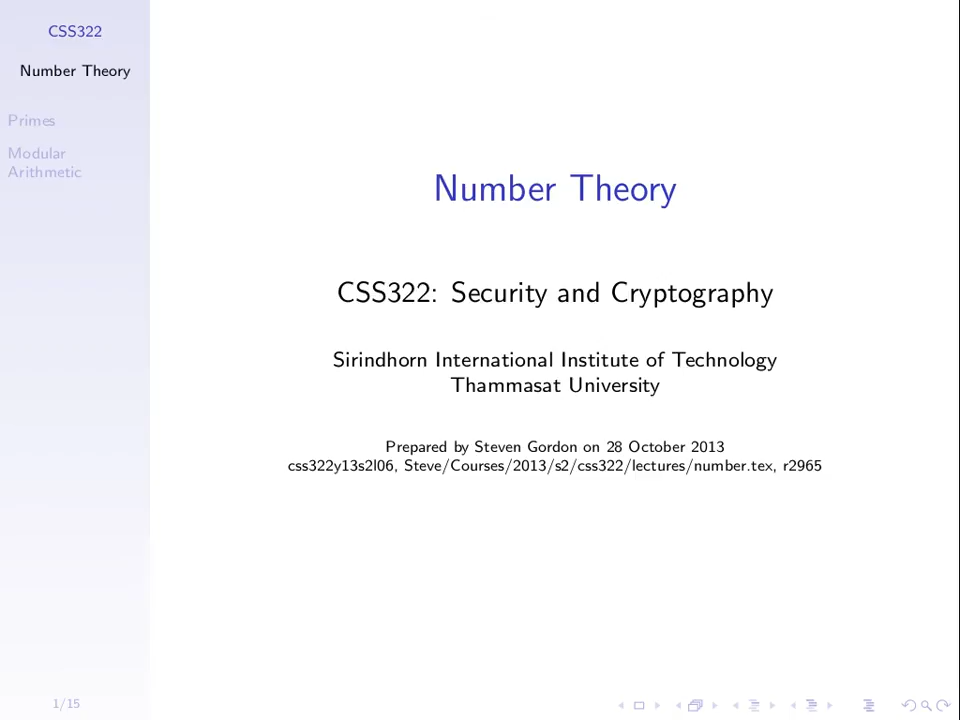 CSS322
Number Theory
Primes
Modular
Arithmetic
Number Theory
CSS322: Security and Cryptography
Sirindhorn International Institute of Technology
Thammasat University
Prepared by Steven Gordon on 28 October 2013
css322y13s2l06, Steve/Courses/2013/s2/css322/lectures/number.tex, r2965
1/15